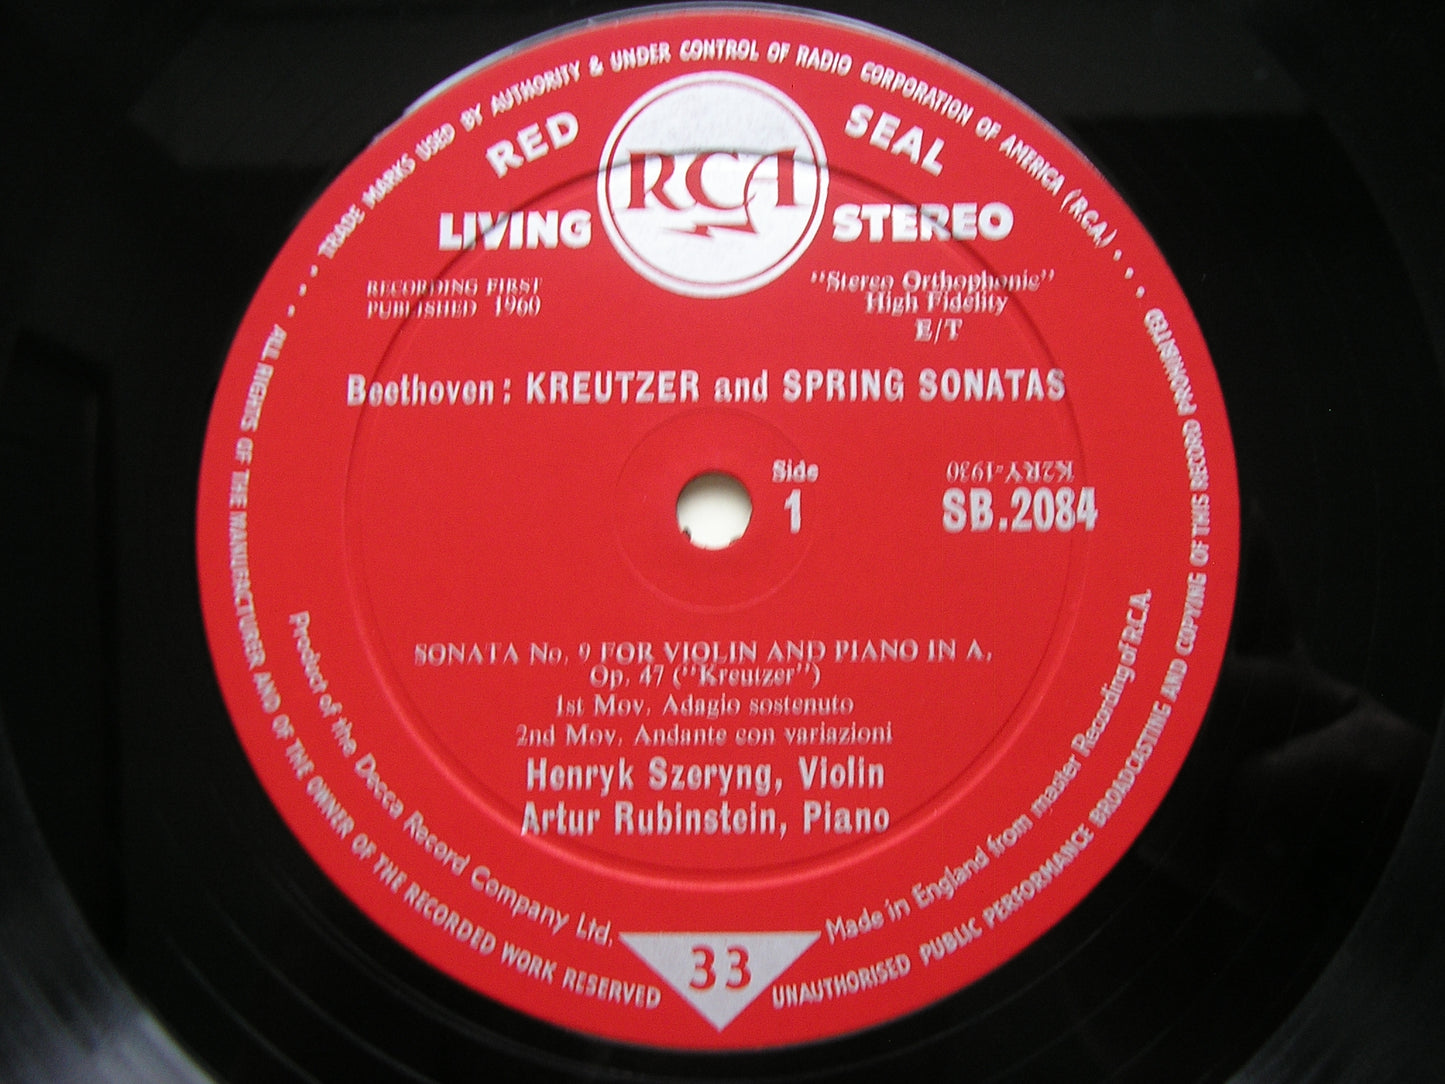 TRADE MARKS USED BY AUTHORITY & UNDER CONTROL OF RADIO CORPORATION OF AMERICA (R.C.A.)
RED SEAL
RCA
LIVING STEREO
RECORDING FIRST
PUBLISHED 1960
"Stereo Orthophonic"
High Fidelity
E/T
Beethoven: KREUTZER and SPRING SONATAS
Side
1
K2RY-1930
SB.2084
SONATA No. 9 FOR VIOLIN AND PIANO IN A,
Op. 47 ("Kreutzer")
1st Mov. Adagio sostenuto
2nd Mov. Andante con variazioni
Henryk Szeryng, Violin
Artur Rubinstein, Piano
Product of the Decca Record Company Ltd.
33
Made in England from master Recording of R.C.A.
ALL RIGHTS OF THE MANUFACTURER AND OF THE OWNER OF THE RECORDED WORK RESERVED
UNAUTHORISED PUBLIC PERFORMANCE BROADCASTING AND COPYING OF THIS RECORD PROHIBITED